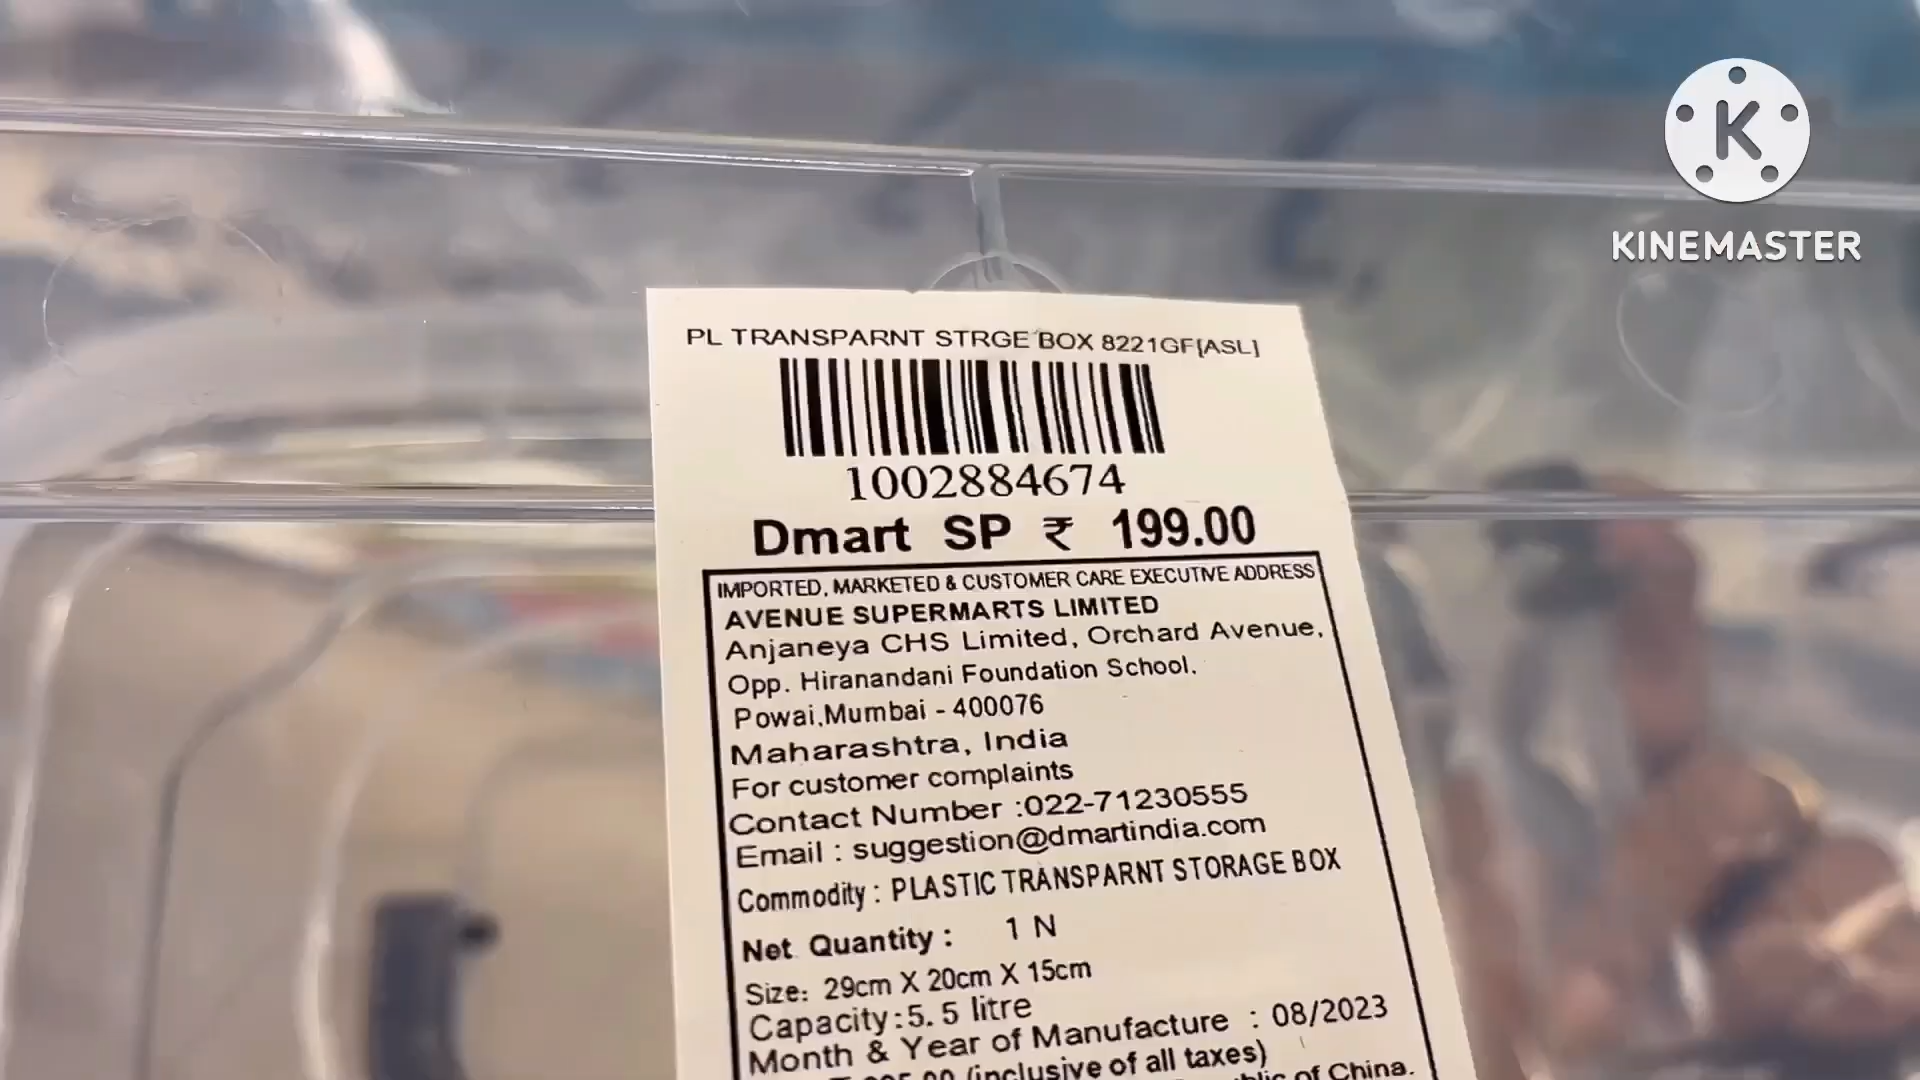 K
KINEMASTER
PL TRANSPARNT STRGE BOX 8221GF[ASL]
1002884674
Dmart SP ₹ 199.00
IMPORTED, MARKETED & CUSTOMER CARE EXECUTIVE ADDRESS
AVENUE SUPERMARTS LIMITED
Anjaneya CHS Limited, Orchard Avenue,
Opp. Hiranandani Foundation School.
Powai,Mumbai - 400076
Maharashtra, India
For customer complaints
Contact Number :022-71230555
Email : suggestion@dmartindia.com
Commodity : PLASTIC TRANSPARNT STORAGE BOX
Net Quantity : 1 N
Size: 29cm X 20cm X 15cm
Capacity:5.5 litre
Month & Year of Manufacture : 08/2023
(inclusive of all taxes)
of China.